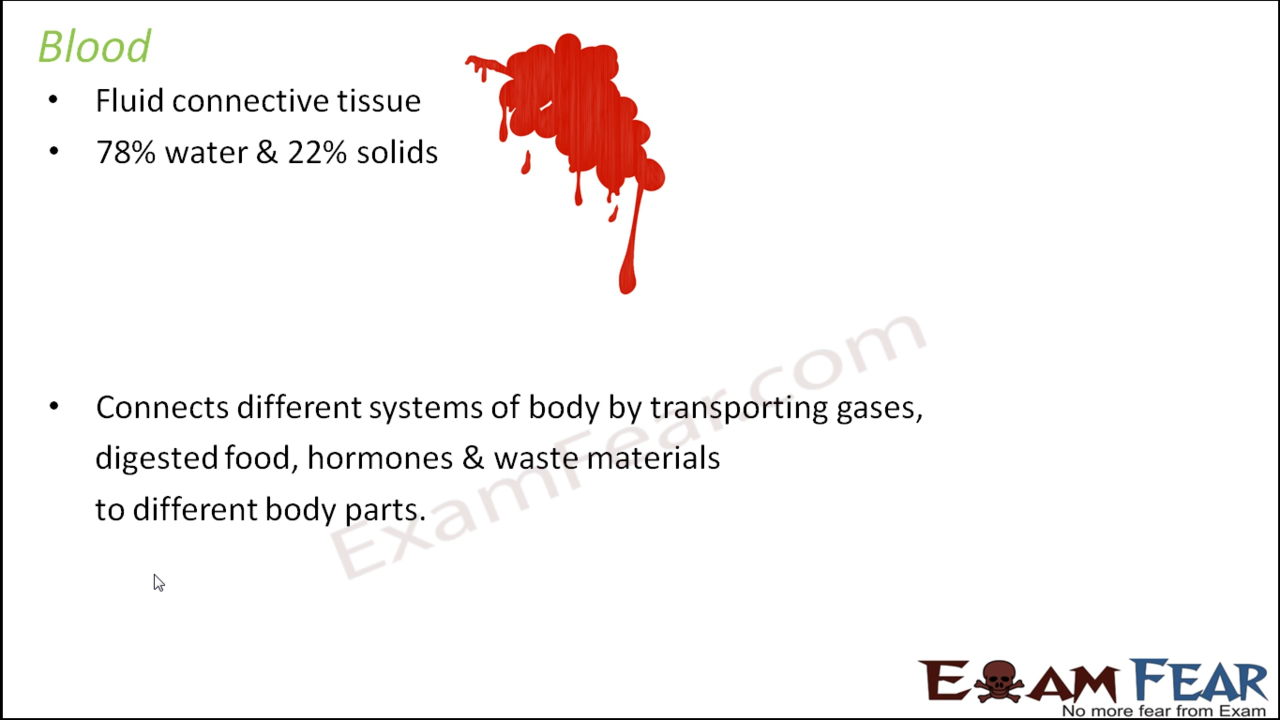 Blood
• Fluid connective tissue
• 78% water & 22% solids
• Connects different systems of body by transporting gases,
digested food, hormones & waste materials
to different body parts.
ExamFear.com
EXAM FEAR
No more fear from Exam